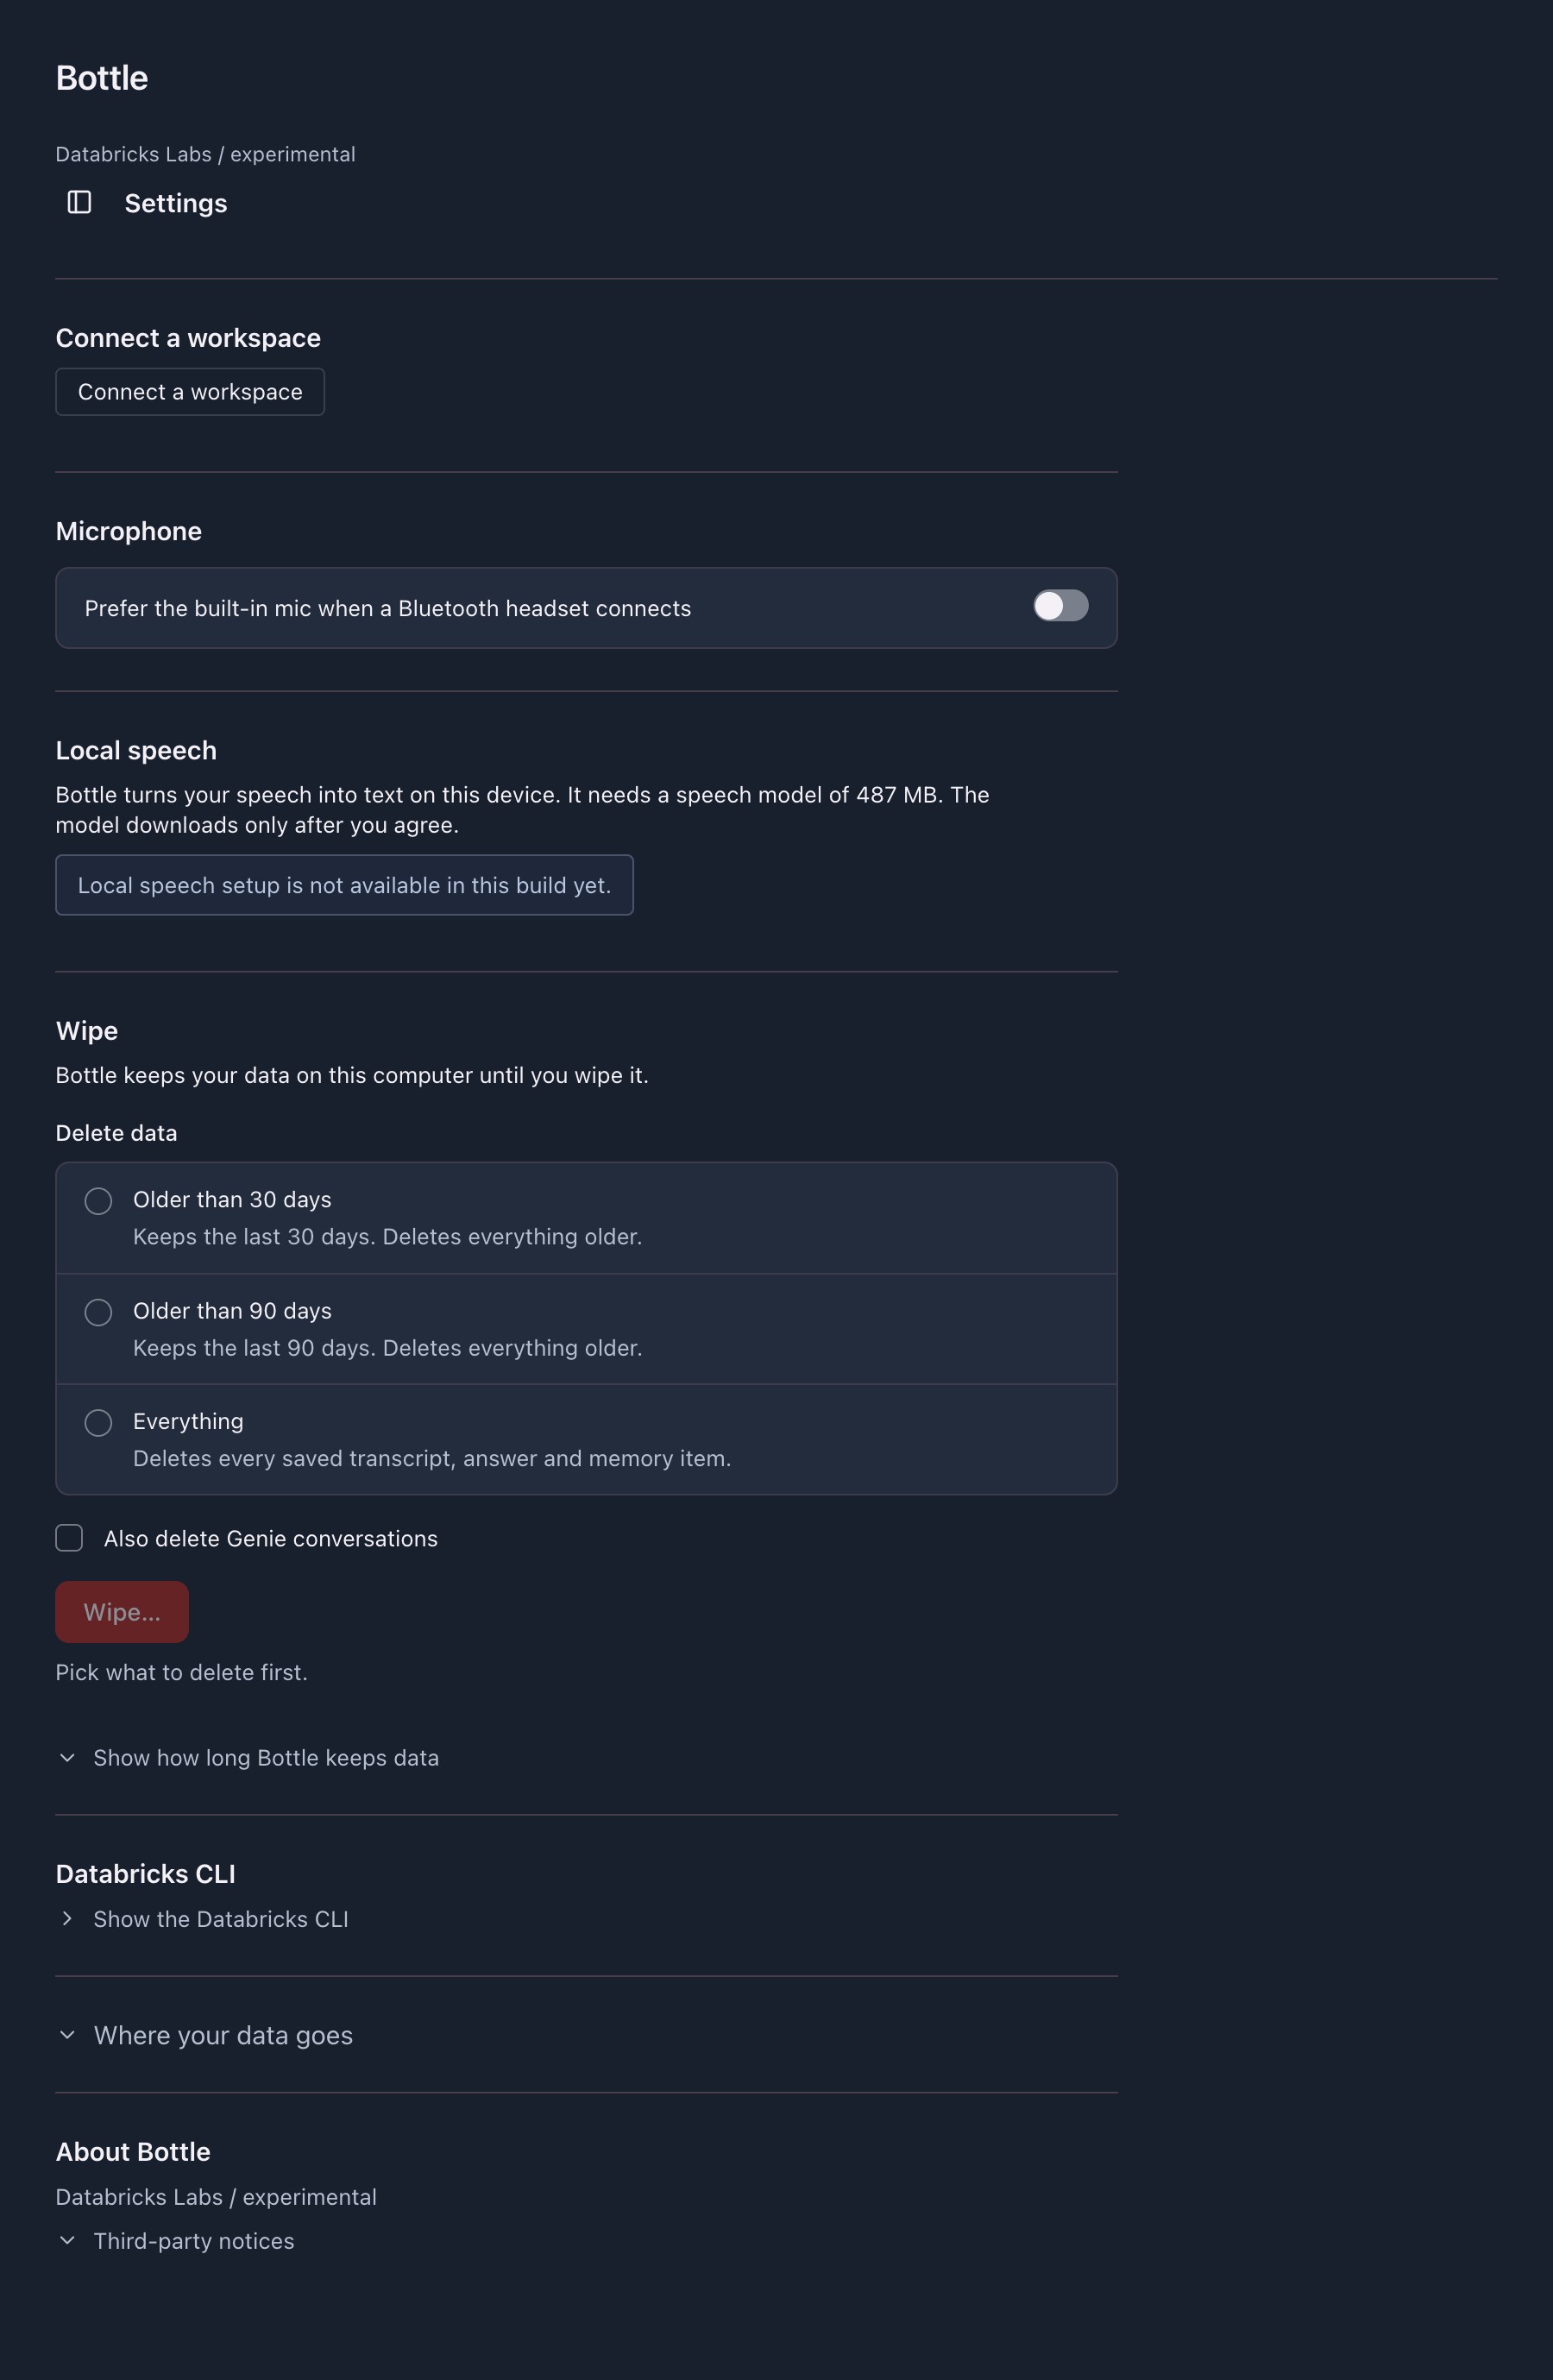 Bottle
Databricks Labs / experimental
Settings
Connect a workspace
Connect a workspace
Microphone
Prefer the built-in mic when a Bluetooth headset connects
Local speech
Bottle turns your speech into text on this device. It needs a speech model of 487 MB. The
model downloads only after you agree.
Local speech setup is not available in this build yet.
Wipe
Bottle keeps your data on this computer until you wipe it.
Delete data
Older than 30 days
Keeps the last 30 days. Deletes everything older.
Older than 90 days
Keeps the last 90 days. Deletes everything older.
Everything
Deletes every saved transcript, answer and memory item.
Also delete Genie conversations
Wipe...
Pick what to delete first.
Show how long Bottle keeps data
Databricks CLI
Show the Databricks CLI
Where your data goes
About Bottle
Databricks Labs / experimental
Third-party notices